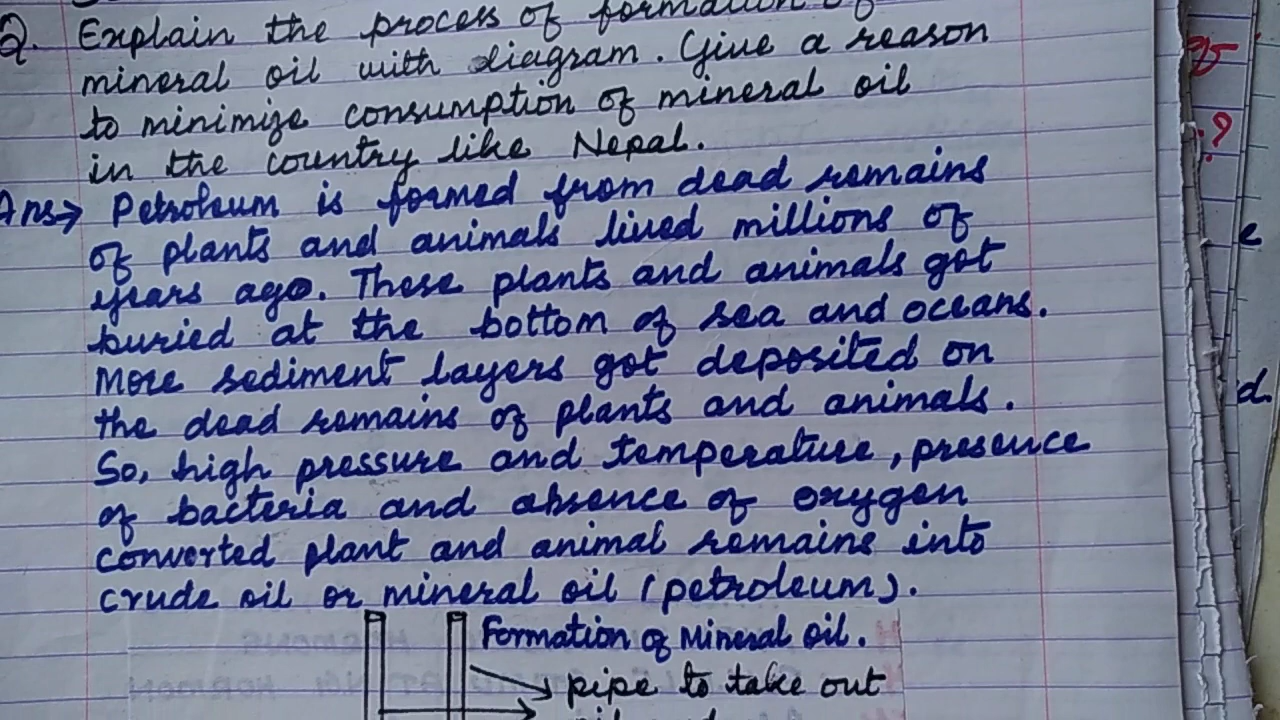 Q. Explain the process of formation of
mineral oil with diagram. Give a reason
to minimize consumption of mineral oil
in the country like Nepal.
Ans→ Petroleum is formed from dead remains
of plants and animals lived millions of
years ago. These plants and animals got
buried at the bottom of sea and oceans.
More sediment layers got deposited on
the dead remains of plants and animals.
So, high pressure and temperature, presence
of bacteria and absence of oxygen
converted plant and animal remains into
crude oil or mineral oil (petroleum).
Formation of Mineral oil.
pipe to take out